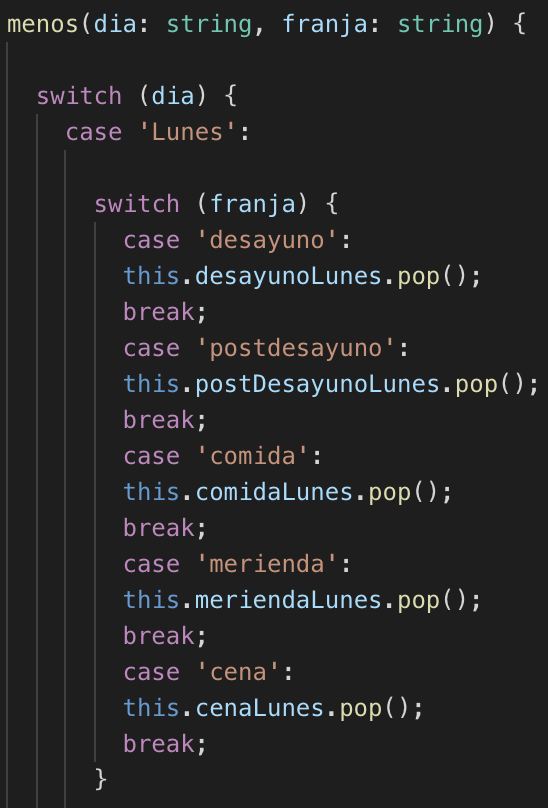 menos(dia: string, franja: string) {
switch (dia) {
case 'Lunes':
switch (franja) {
case 'desayuno':
this.desayunoLunes.pop();
break;
case 'postdesayuno':
this.postDesayunoLunes.pop();
break;
case 'comida':
this.comidaLunes.pop();
break;
case 'merienda':
this.meriendaLunes.pop();
break;
case 'cena':
this.cenaLunes.pop();
break;
}